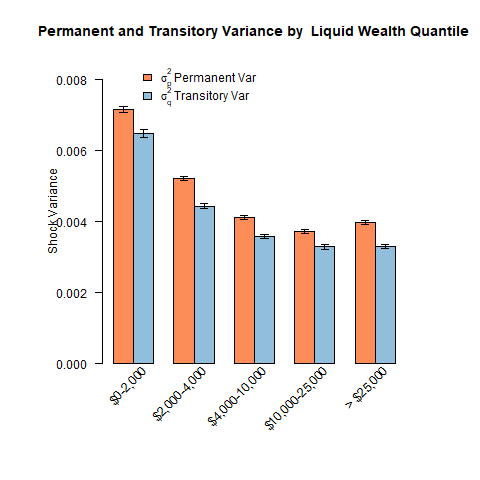 Permanent and Transitory Variance by  Liquid Wealth Quantile
σ²ₚ Permanent Var
σ²q Transitory Var
Shock Variance
0.008
0.006
0.004
0.002
0.000
$0-2,000
$2,000-4,000
$4,000-10,000
$10,000-25,000
> $25,000